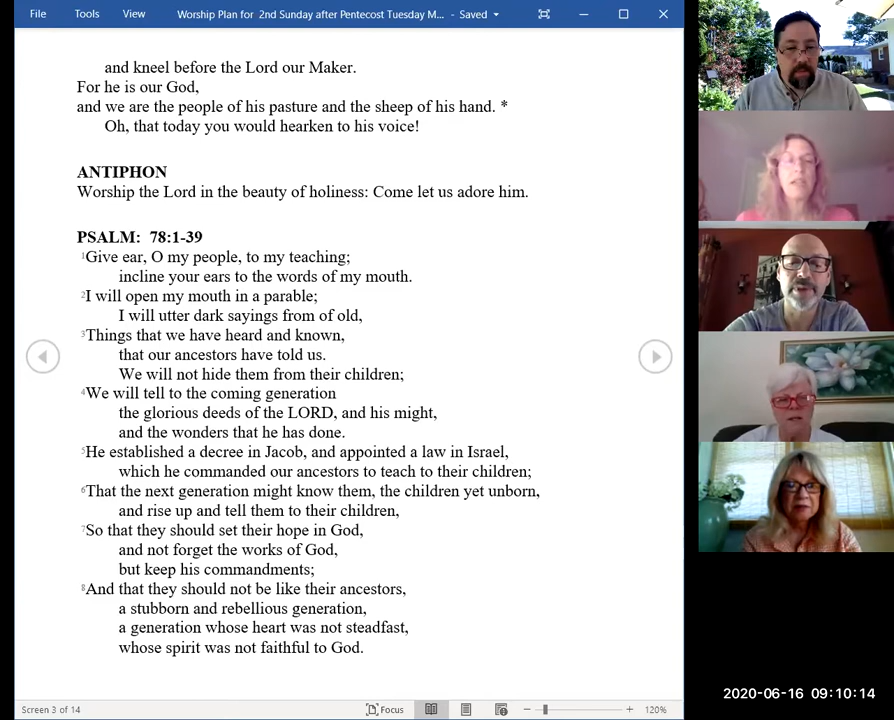 File Tools View Worship Plan for 2nd Sunday after Pentecost Tuesday M... - Saved
and kneel before the Lord our Maker.
For he is our God,
and we are the people of his pasture and the sheep of his hand. *
Oh, that today you would hearken to his voice!
ANTIPHON
Worship the Lord in the beauty of holiness: Come let us adore him.
PSALM: 78:1-39
1Give ear, O my people, to my teaching;
incline your ears to the words of my mouth.
2I will open my mouth in a parable;
I will utter dark sayings from of old,
3Things that we have heard and known,
that our ancestors have told us.
We will not hide them from their children;
4We will tell to the coming generation
the glorious deeds of the LORD, and his might,
and the wonders that he has done.
5He established a decree in Jacob, and appointed a law in Israel,
which he commanded our ancestors to teach to their children;
6That the next generation might know them, the children yet unborn,
and rise up and tell them to their children,
7So that they should set their hope in God,
and not forget the works of God,
but keep his commandments;
8And that they should not be like their ancestors,
a stubborn and rebellious generation,
a generation whose heart was not steadfast,
whose spirit was not faithful to God.
Screen 3 of 14 Focus 120%
2020-06-16 09:10:14